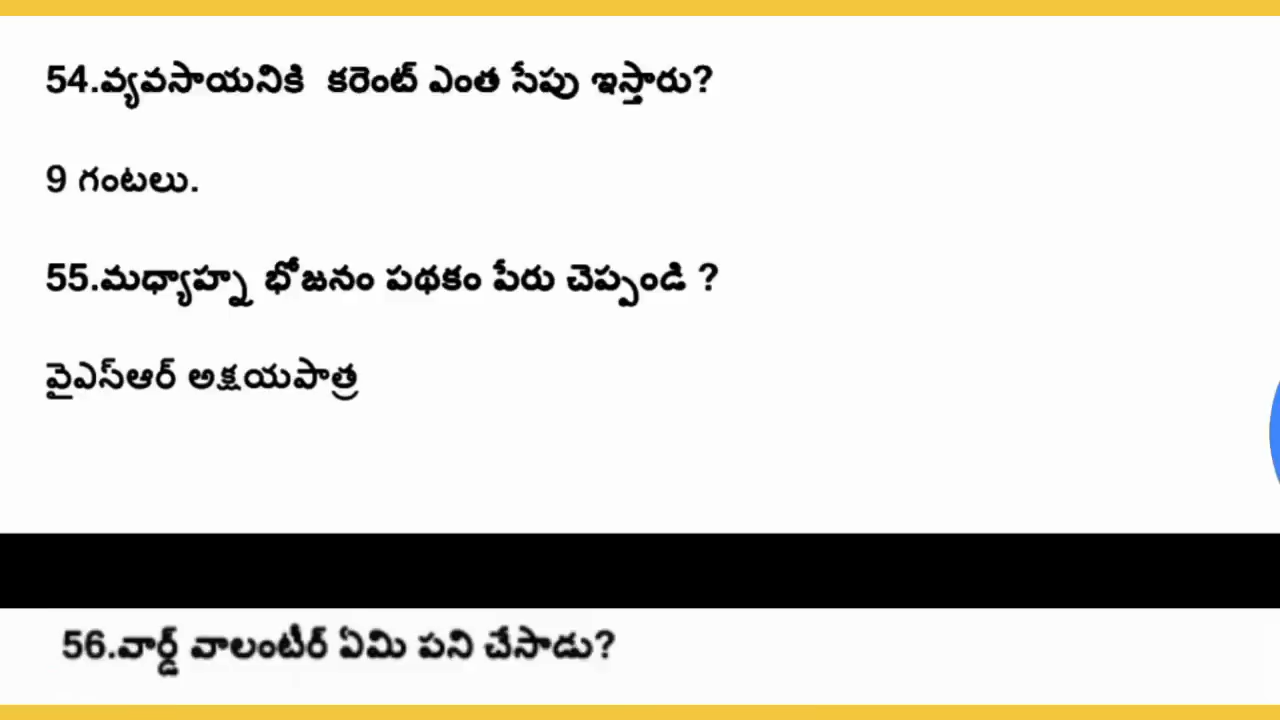 54.వ్యవసాయనికి కరెంట్ ఎంత సేపు ఇస్తారు?
9 గంటలు.
55.మధ్యాహ్న భోజనం పథకం పేరు చెప్పండి ?
వైఎస్ఆర్ అక్షయపాత్ర
56.వార్డ్ వాలంటీర్ ఏమి పని చేసాడు?